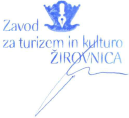 Zavod
za turizem in kulturo
ŽIROVNICA